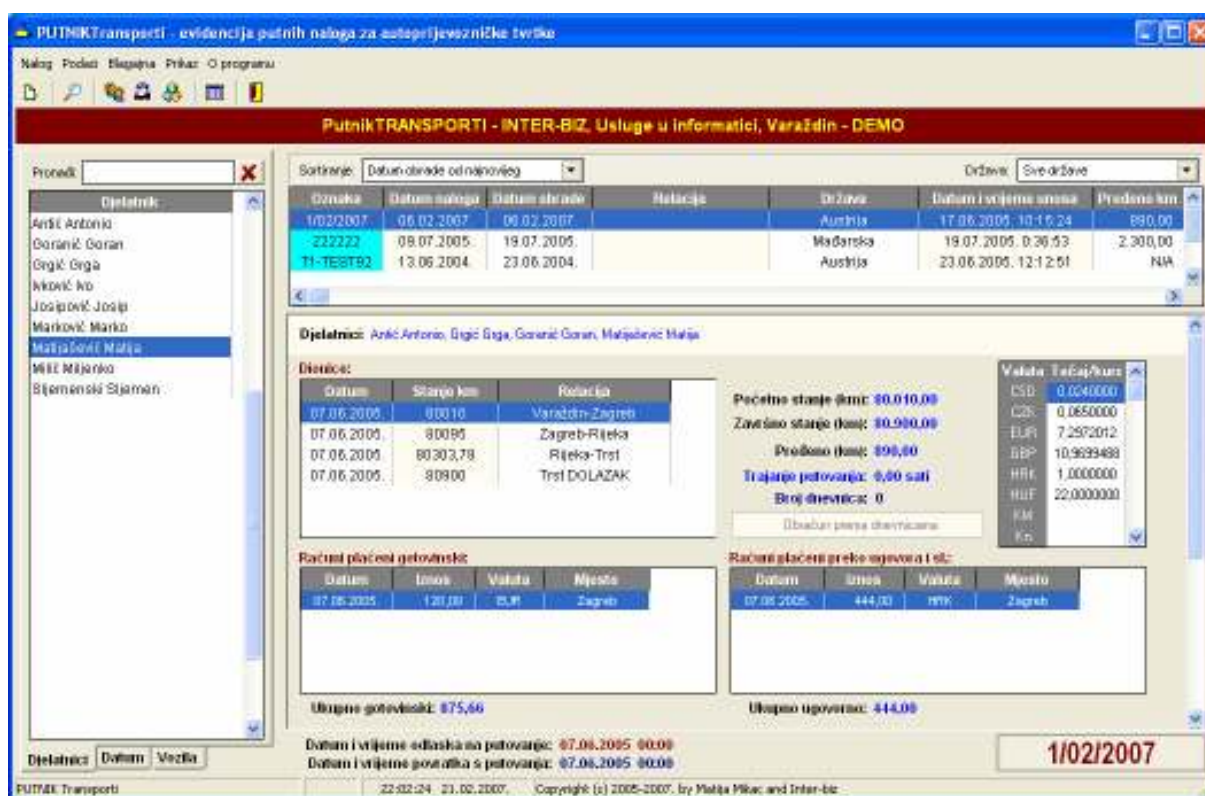 PUTNIKTransporti - evidencija putnih naloga za autoprijevozničke tvrtke
Nalog Podaci Blagajna Prikaz O programu
PutnikTRANSPORTI - INTER-BIZ, Usluge u informatici, Varaždin - DEMO
Pronađi:
Djelatnik
Antić Antonio
Goranić Goran
Grgić Grga
Ivković Ivo
Josipović Josip
Marković Marko
Matijašević Matija
Milić Miljenko
Sljemenski Sljemen
Djelatnici Datum Vozila
Sortiranje: Datum obrade od najnovijeg
Država: Sve države
Oznaka Datum naloga Datum obrade Relacija Država Datum i vrijeme unosa Pređeno km
1/02/2007 06.02.2007. 06.02.2007. Austrija 17.06.2005. 10:15:24 890,00
222222 09.07.2005. 19.07.2005. Mađarska 19.07.2005. 0:36:53 2.300,00
T1-TEST92 13.06.2004. 23.06.2004. Austrija 23.06.2005. 12:12:51 N/A
Djelatnici: Antić Antonio, Grgić Grga, Goranić Goran, Matijašević Matija
Dionice:
Datum Stanje km Relacija
07.06.2005. 80010 Varaždin-Zagreb
07.06.2005. 80095 Zagreb-Rijeka
07.06.2005. 80303,78 Rijeka-Trst
07.06.2005. 80900 Trst DOLAZAK
Početno stanje (km): 80.010,00
Završno stanje (km): 80.900,00
Pređeno (km): 890,00
Trajanje putovanja: 0,00 sati
Broj dnevnica: 0
Obračun prema dnevnicama
Valuta Tečaj/kurs
CSD 0,0240000
CZK 0,0650000
EUR 7,2972012
GBP 10,9699488
HRK 1,0000000
HUF 22,0000000
KM
Kn
Računi plaćeni gotovinski:
Datum Iznos Valuta Mjesto
07.06.2005. 120,00 EUR Zagreb
Ukupno gotovinski: 875,66
Računi plaćeni preko ugovora i sl.:
Datum Iznos Valuta Mjesto
07.06.2005. 444,00 HRK Zagreb
Ukupno ugovorno: 444,00
Datum i vrijeme odlaska na putovanje: 07.06.2005 00:00
Datum i vrijeme povratka s putovanja: 07.06.2005 00:00
1/02/2007
PUTNIK Transporti
22:02:24 21.02.2007. Copyright (c) 2005-2007. by Matija Mikac and Inter-biz